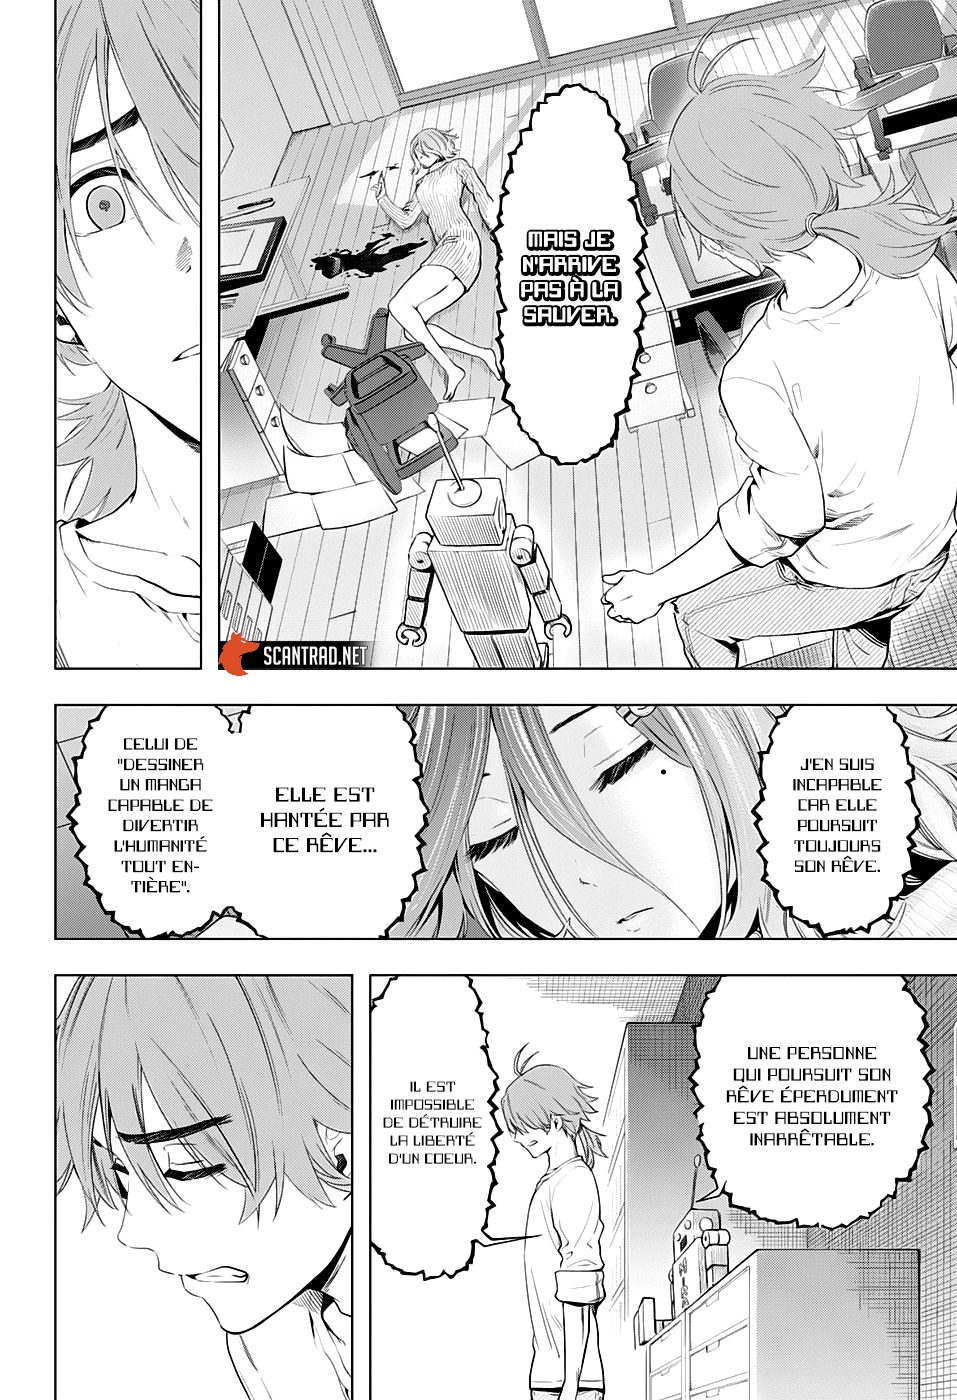 MAIS JE
N'ARRIVE
PAS À LA
SAUVER.
SCANTRAD.NET
J'EN SUIS
INCAPABLE
CAR ELLE
POURSUIT
TOUJOURS
SON RÊVE.
ELLE EST
HANTÉE PAR
CE RÊVE...
CELUI DE
"DESSINER
UN MANGA
CAPABLE DE
DIVERTIR
L'HUMANITÉ
TOUT EN-
TIÈRE".
UNE PERSONNE
QUI POURSUIT SON
RÊVE ÉPERDUMENT
EST ABSOLUMENT
INARRÊTABLE.
IL EST
IMPOSSIBLE
DE DÉTRUIRE
LA LIBERTÉ
D'UN COEUR.